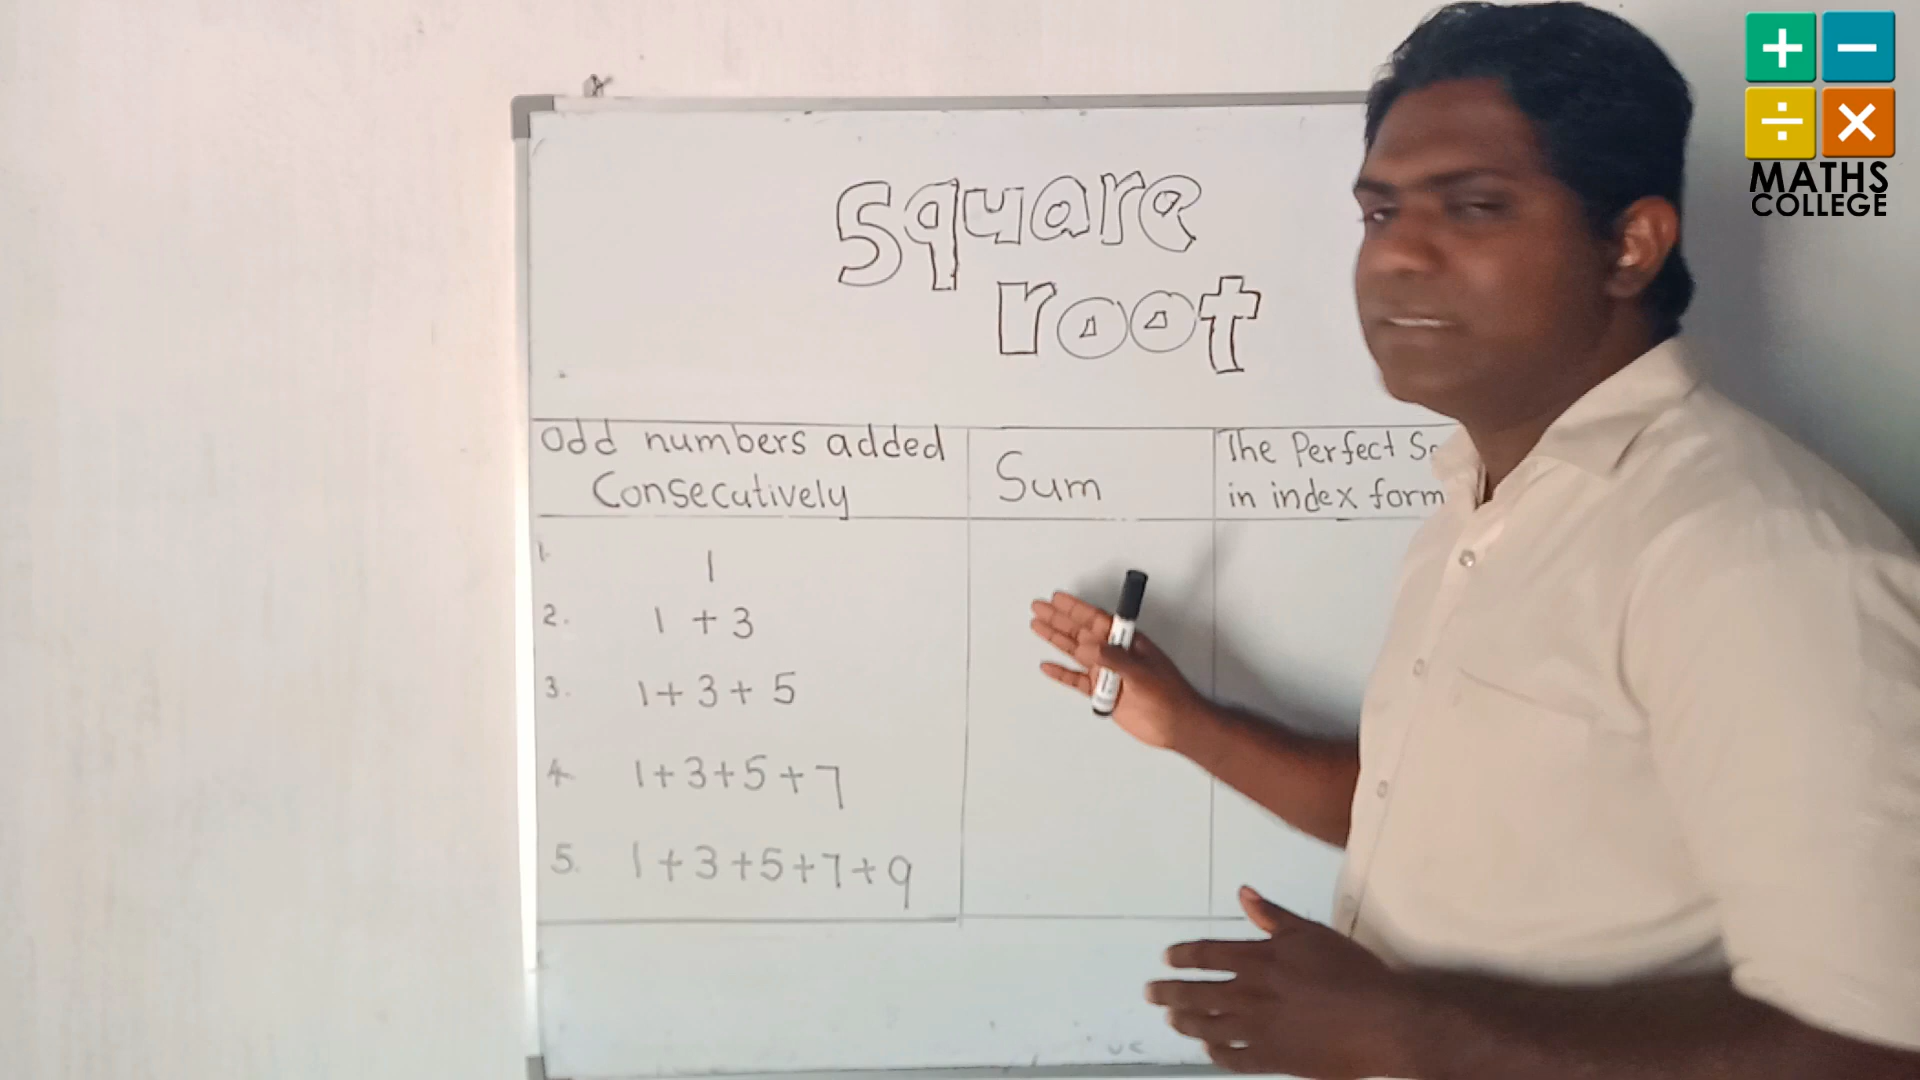 Square
root
Odd numbers added
Consecutively
Sum
The Perfect
in index form
1. 1
2. 1 + 3
3. 1 + 3 + 5
4. 1 + 3 + 5 + 7
5. 1 + 3 + 5 + 7 + 9
+ −
÷ ×
MATHS
COLLEGE